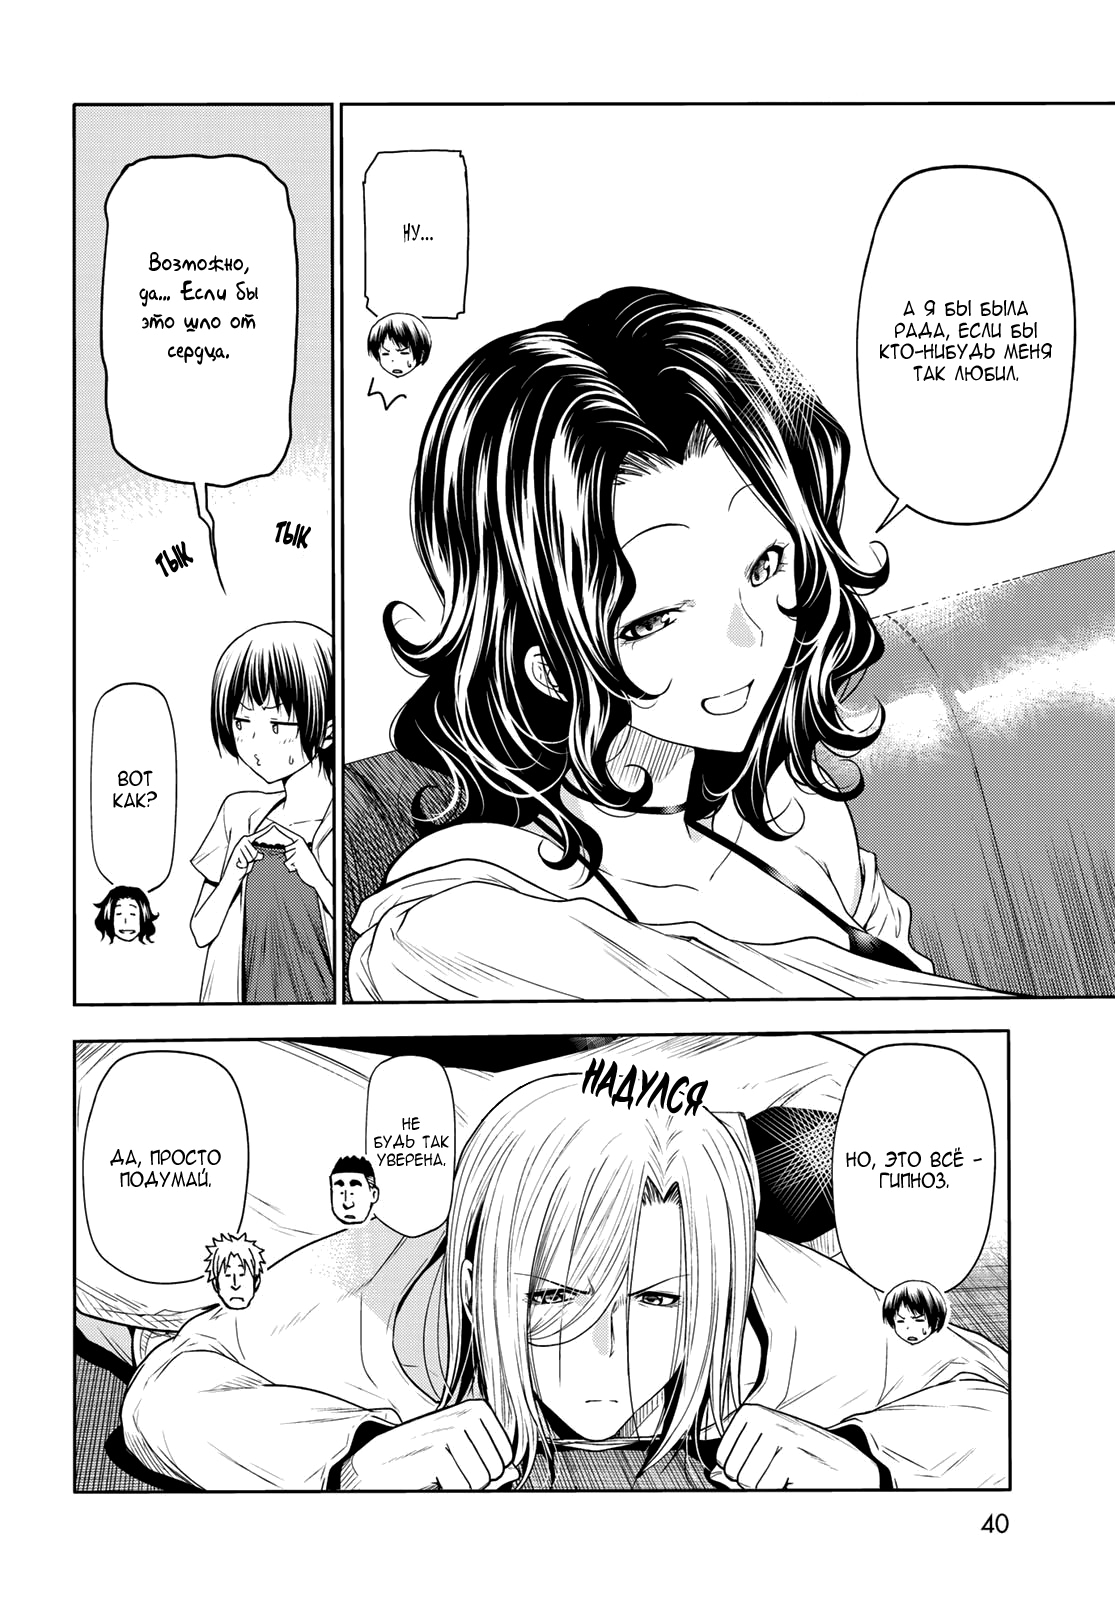 А Я БЫ БЫЛА
РАДА, ЕСЛИ БЫ
КТО-НИБУДЬ МЕНЯ
ТАК ЛЮБИЛ.
НУ...
Возможно,
да... Если бы
это шло от
сердца.
ТЫК
ТЫК
ВОТ
КАК?
НО, ЭТО ВСЁ –
ГИПНОЗ.
НАДУЛСЯ
НЕ
БУДЬ ТАК
УВЕРЕНА.
ДА, ПРОСТО
ПОДУМАЙ.
40